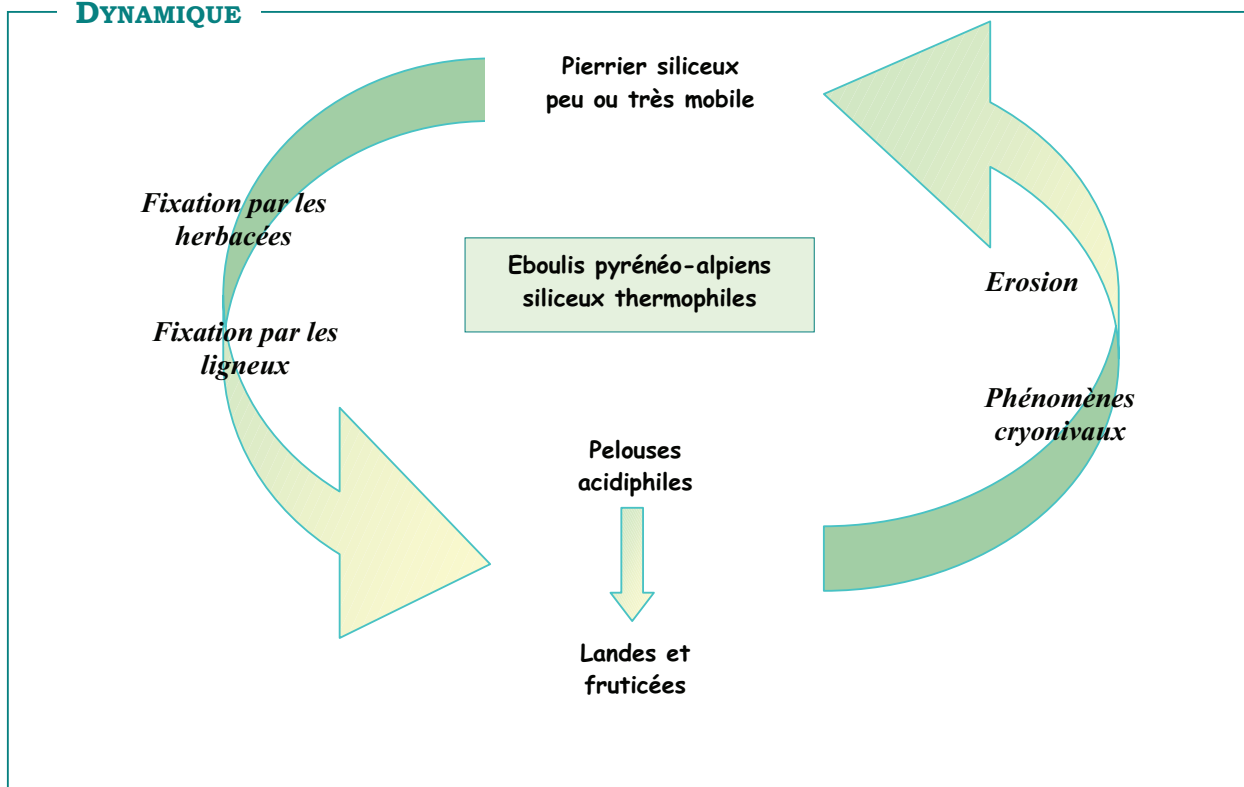 DYNAMIQUE
Pierrier siliceux
peu ou très mobile
Fixation par les
herbacées
Eboulis pyrénéo-alpiens
siliceux thermophiles
Erosion
Fixation par les
ligneux
Phénomènes
cryonivaux
Pelouses
acidiphiles
Landes et
fruticées